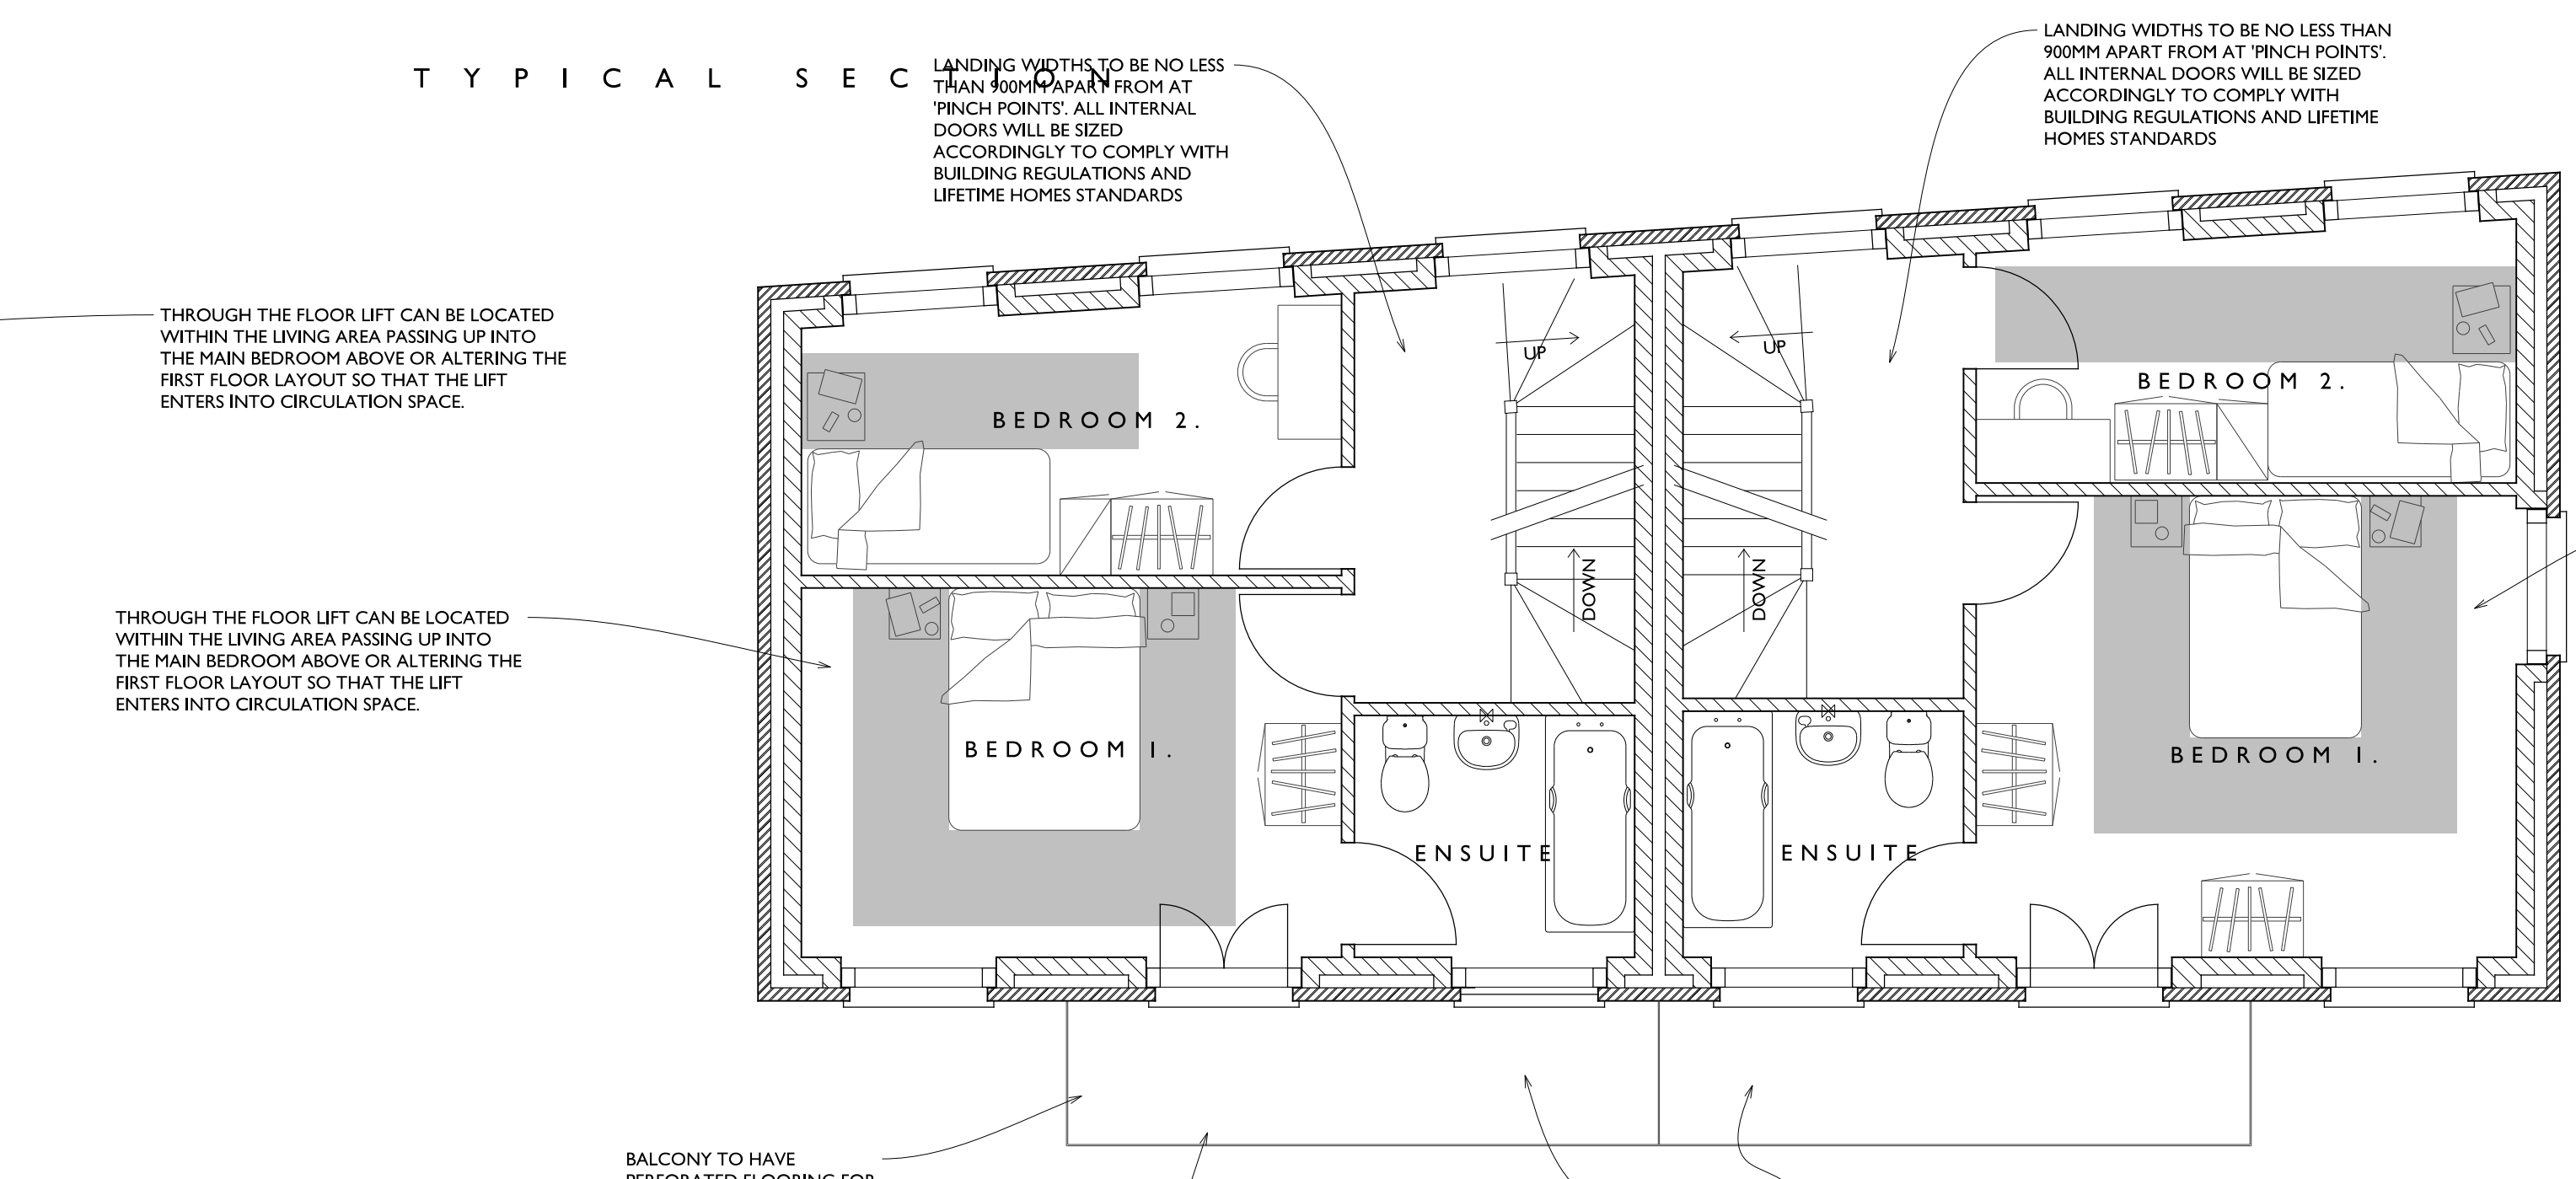 TYPICAL SECTION
LANDING WIDTHS TO BE NO LESS
THAN 900MM APART FROM AT
'PINCH POINTS'. ALL INTERNAL
DOORS WILL BE SIZED
ACCORDINGLY TO COMPLY WITH
BUILDING REGULATIONS AND
LIFETIME HOMES STANDARDS
LANDING WIDTHS TO BE NO LESS THAN
900MM APART FROM AT 'PINCH POINTS'.
ALL INTERNAL DOORS WILL BE SIZED
ACCORDINGLY TO COMPLY WITH
BUILDING REGULATIONS AND LIFETIME
HOMES STANDARDS
THROUGH THE FLOOR LIFT CAN BE LOCATED
WITHIN THE LIVING AREA PASSING UP INTO
THE MAIN BEDROOM ABOVE OR ALTERING THE
FIRST FLOOR LAYOUT SO THAT THE LIFT
ENTERS INTO CIRCULATION SPACE.
UP
UP
BEDROOM 2.
BEDROOM 2.
DOWN
DOWN
THROUGH THE FLOOR LIFT CAN BE LOCATED
WITHIN THE LIVING AREA PASSING UP INTO
THE MAIN BEDROOM ABOVE OR ALTERING THE
FIRST FLOOR LAYOUT SO THAT THE LIFT
ENTERS INTO CIRCULATION SPACE.
BEDROOM 1.
BEDROOM 1.
ENSUITE
ENSUITE
BALCONY TO HAVE
PERFORATED FLOORING FOR